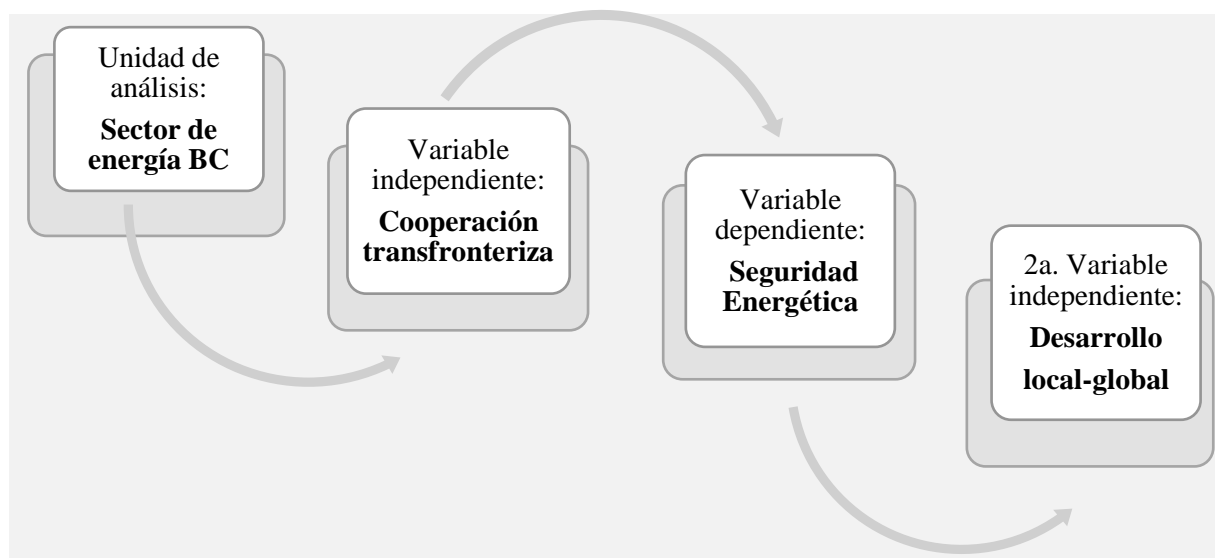 Unidad de
análisis:
Sector de
energía BC
Variable
independiente:
Cooperación
transfronteriza
Variable
dependiente:
Seguridad
Energética
2a. Variable
independiente:
Desarrollo
local-global